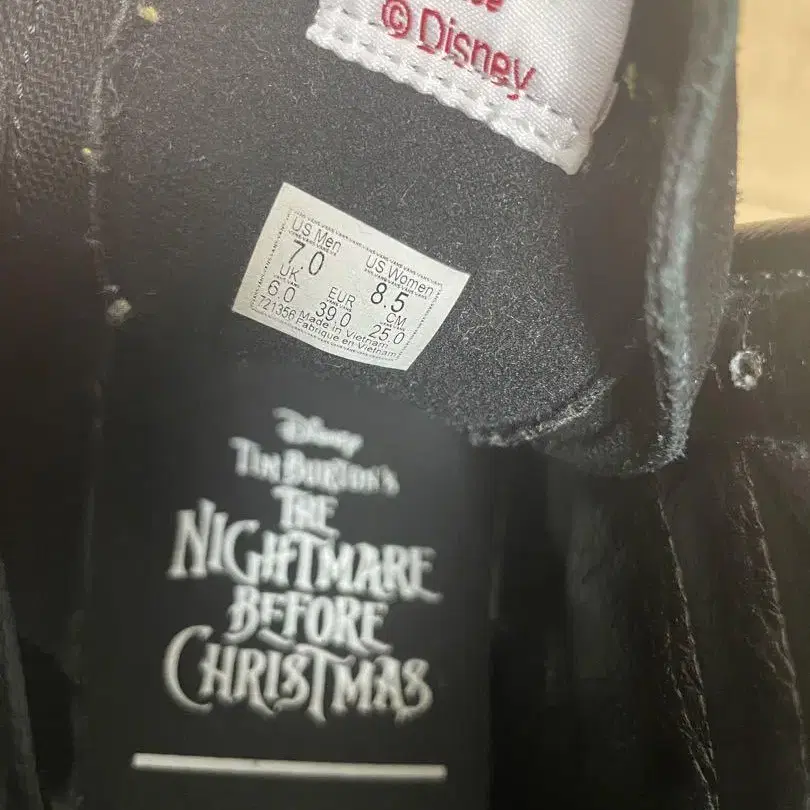 © Disney
US Men
7.0
US Women
8.5
UK
6.0
EUR
39.0
CM
25.0
721356 Made in Vietnam
Fabrique en Vietnam
Disney
TIM BURTON'S
THE
NIGHTMARE
BEFORE
CHRISTMAS